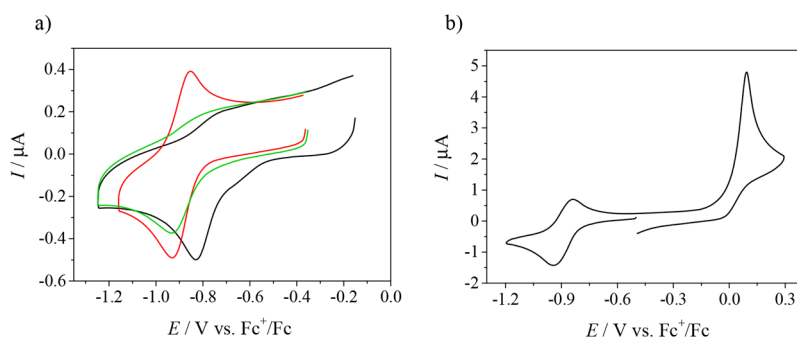 a)
0.4
0.2
0.0
-0.2
-0.4
-0.6
I / µA
-1.2 -1.0 -0.8 -0.6 -0.4 -0.2 0.0
E / V vs. Fc⁺/Fc
b)
5
4
3
2
1
0
-1
-2
I / µA
-1.2 -0.9 -0.6 -0.3 0.0 0.3
E / V vs. Fc⁺/Fc